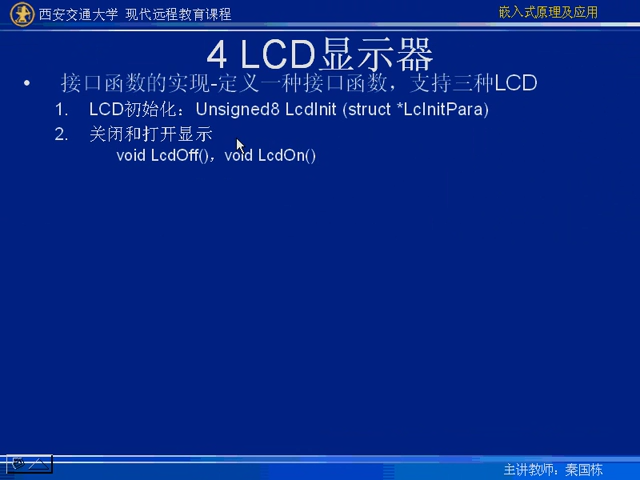 西安交通大学 现代远程教育课程
嵌入式原理及应用
4 LCD显示器
• 接口函数的实现-定义一种接口函数，支持三种LCD
1. LCD初始化：Unsigned8 LcdInit (struct *LcInitPara)
2. 关闭和打开显示
void LcdOff()，void LcdOn()
主讲教师：秦国栋